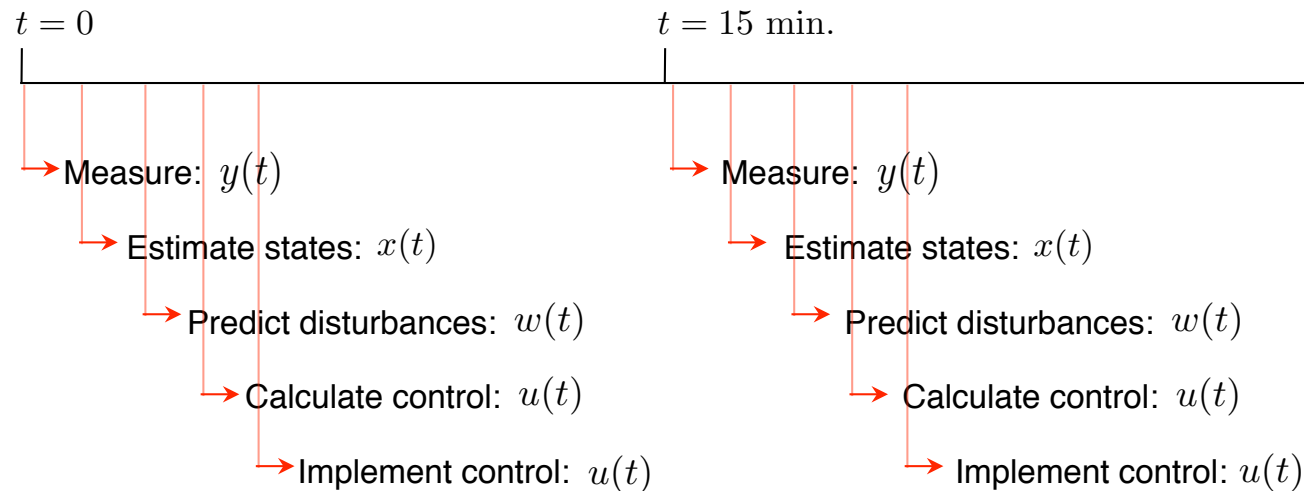 t = 0 t = 15 min.
Measure: y(t) Measure: y(t)
Estimate states: x(t) Estimate states: x(t)
Predict disturbances: w(t) Predict disturbances: w(t)
Calculate control: u(t) Calculate control: u(t)
Implement control: u(t) Implement control: u(t)